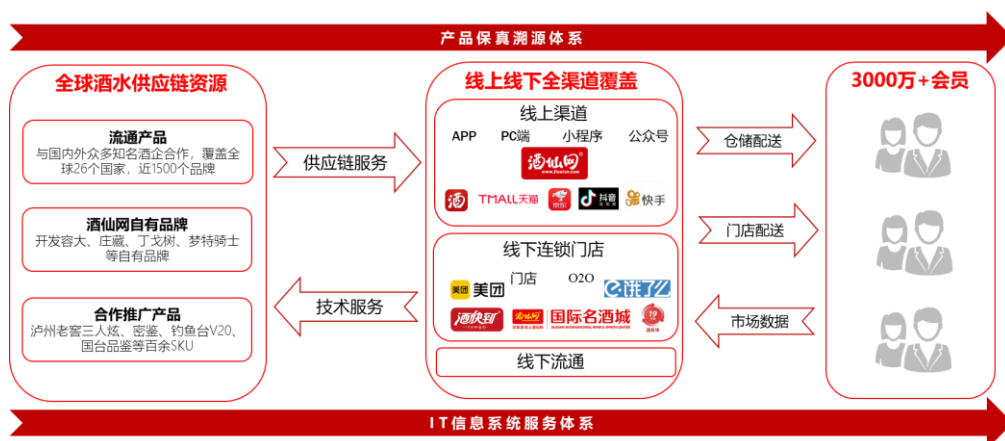 产品保真溯源体系
全球酒水供应链资源
流通产品
与国内外众多知名酒企合作，覆盖全
球26个国家，近1500个品牌
酒仙网自有品牌
开发容大、庄藏、丁戈树、梦特骑士
等自有品牌
合作推广产品
泸州老窖三人炫、密鉴、钓鱼台V20、
国台品鉴等百余SKU
供应链服务
技术服务
线上线下全渠道覆盖
线上渠道
APP PC端 小程序 公众号
酒仙网®
www.jiuxian.com
酒 TMALL天猫 京东 抖音 快手
线下连锁门店
门店 O2O
美团 美团 饿了么
酒快到 酒仙网 国际名酒城
19
线下流通
仓储配送
门店配送
市场数据
3000万+会员
IT信息系统服务体系